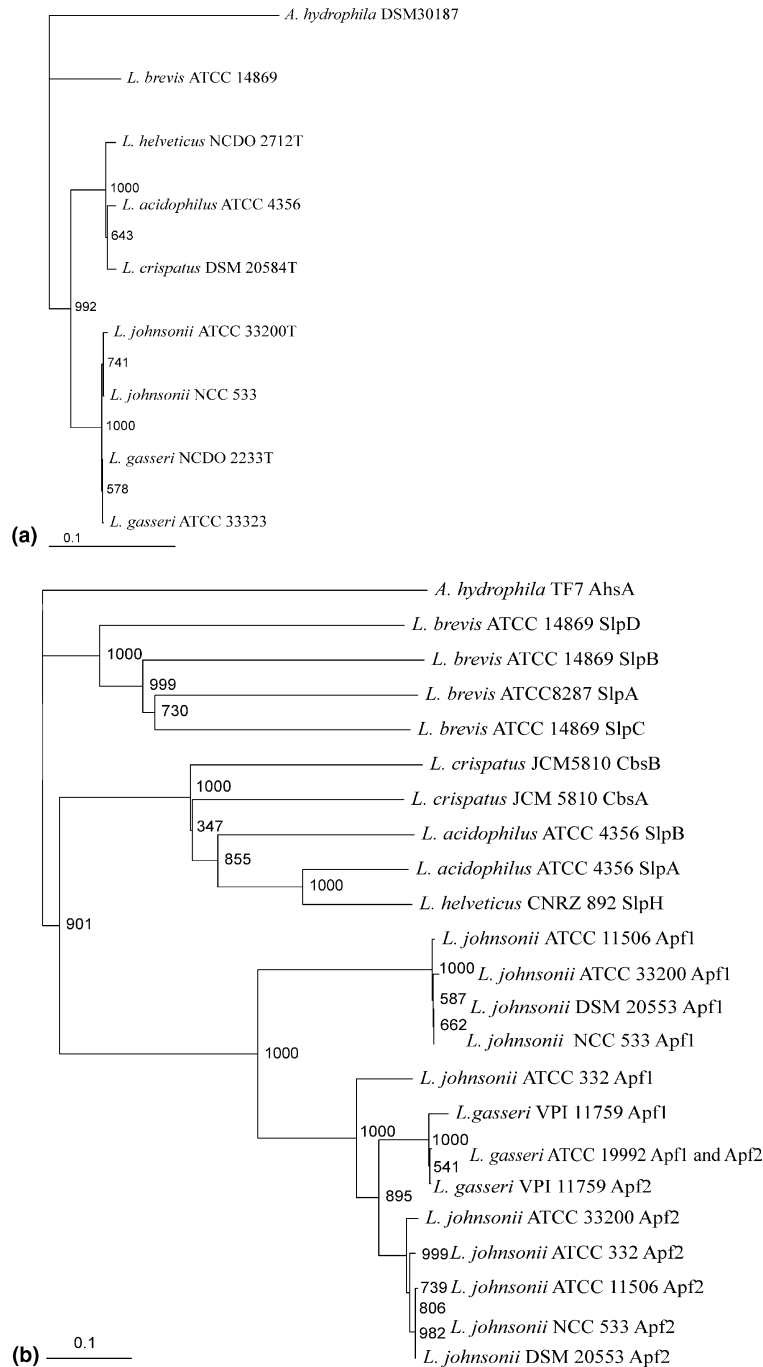 A. hydrophila DSM30187
L. brevis ATCC 14869
L. helveticus NCDO 2712T
1000
L. acidophilus ATCC 4356
643
L. crispatus DSM 20584T
992
L. johnsonii ATCC 33200T
741
L. johnsonii NCC 533
1000
L. gasseri NCDO 2233T
578
L. gasseri ATCC 33323
(a)
0.1
A. hydrophila TF7 AhsA
L. brevis ATCC 14869 SlpD
1000
L. brevis ATCC 14869 SlpB
999
L. brevis ATCC8287 SlpA
730
L. brevis ATCC 14869 SlpC
L. crispatus JCM5810 CbsB
1000
L. crispatus JCM 5810 CbsA
347
L. acidophilus ATCC 4356 SlpB
855
L. acidophilus ATCC 4356 SlpA
1000
L. helveticus CNRZ 892 SlpH
901
L. johnsonii ATCC 11506 Apf1
1000 L. johnsonii ATCC 33200 Apf1
587 L. johnsonii DSM 20553 Apf1
662
L. johnsonii NCC 533 Apf1
1000
L. johnsonii ATCC 332 Apf1
L.gasseri VPI 11759 Apf1
1000
1000
L. gasseri ATCC 19992 Apf1 and Apf2
541
L. gasseri VPI 11759 Apf2
895
L. johnsonii ATCC 33200 Apf2
999 L. johnsonii ATCC 332 Apf2
739 L. johnsonii ATCC 11506 Apf2
806
982 L. johnsonii NCC 533 Apf2
L. johnsonii DSM 20553 Apf2
(b)
0.1